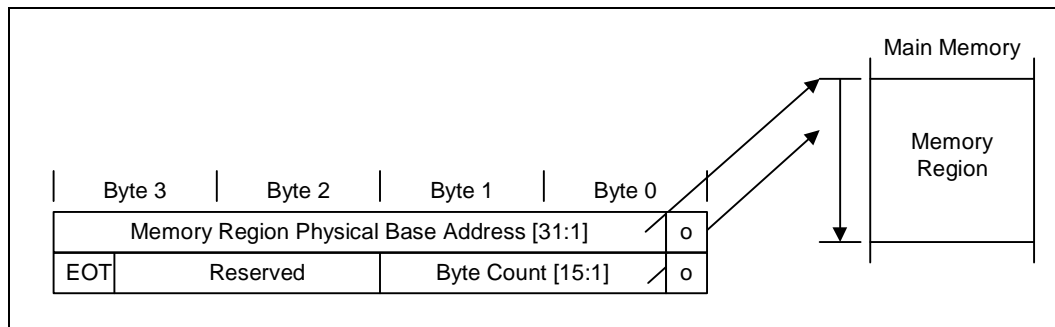 Main Memory
Memory
Region
Byte 3 Byte 2 Byte 1 Byte 0
Memory Region Physical Base Address [31:1] o
EOT Reserved Byte Count [15:1] o